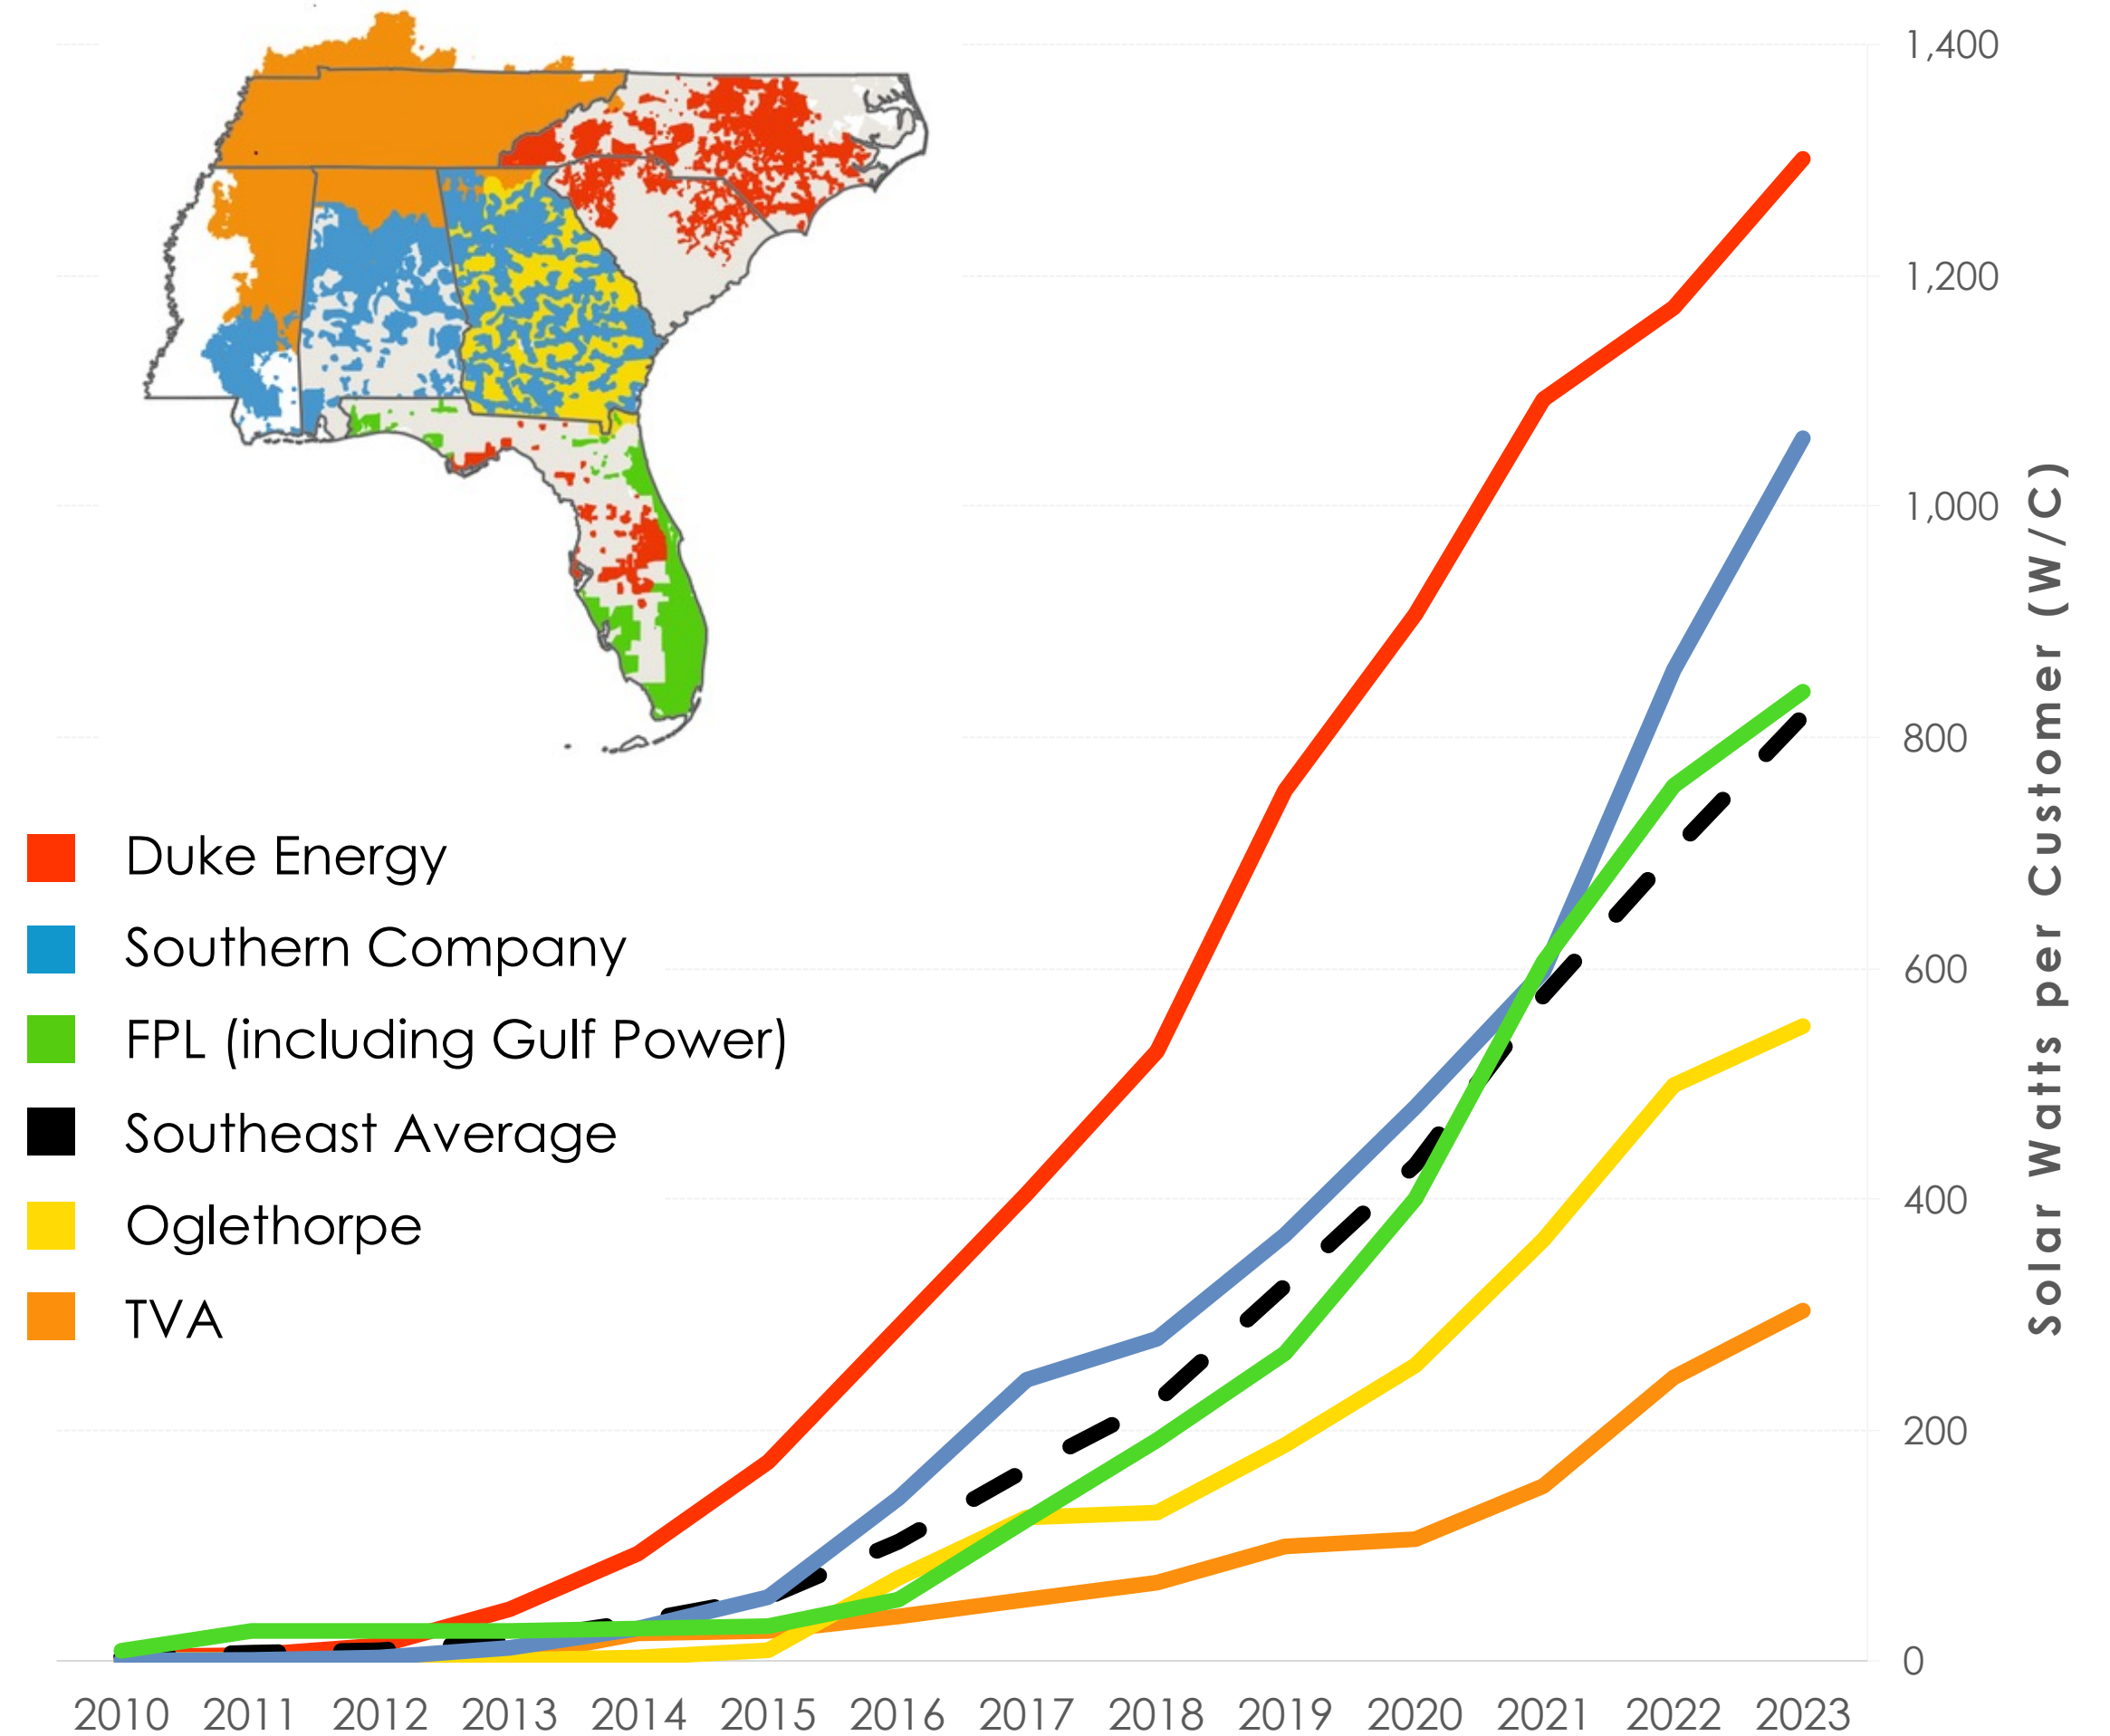 Duke Energy
Southern Company
FPL (including Gulf Power)
Southeast Average
Oglethorpe
TVA
1,400
1,200
1,000
800
600
400
200
0
Solar Watts per Customer (W/C)
2010 2011 2012 2013 2014 2015 2016 2017 2018 2019 2020 2021 2022 2023